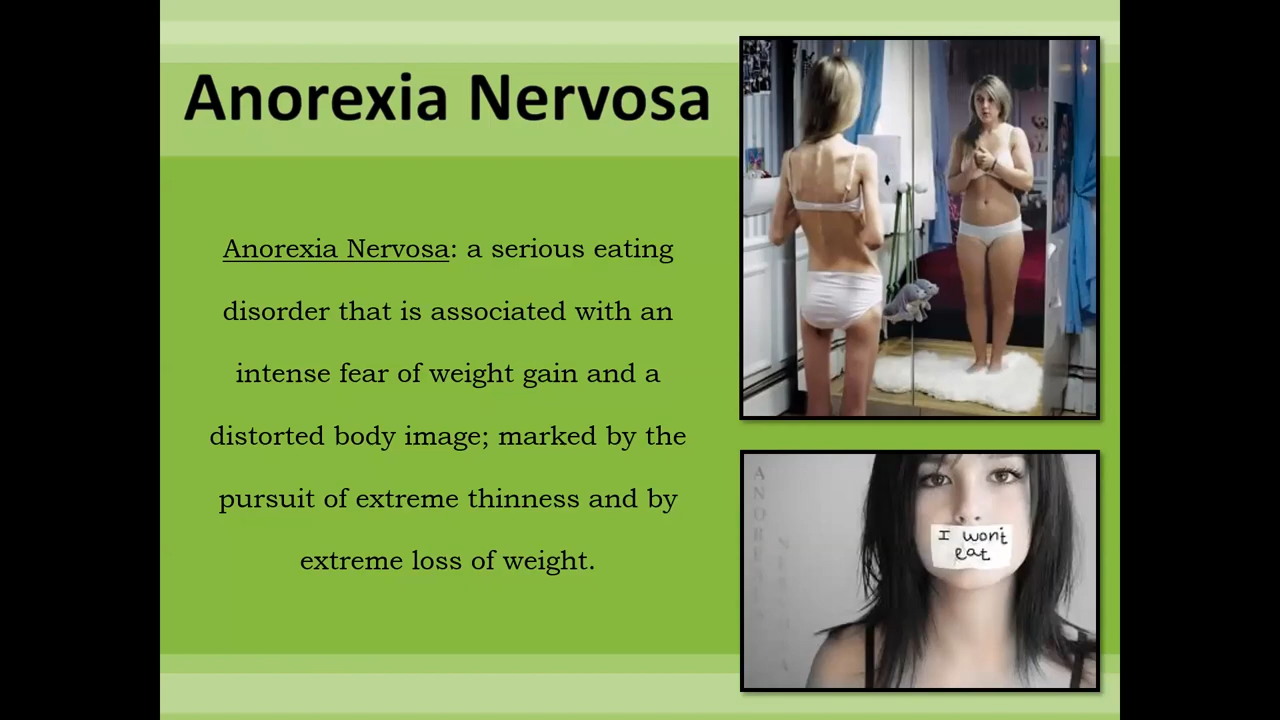 Anorexia Nervosa
Anorexia Nervosa: a serious eating
disorder that is associated with an
intense fear of weight gain and a
distorted body image; marked by the
pursuit of extreme thinness and by
extreme loss of weight.
I wont
eat